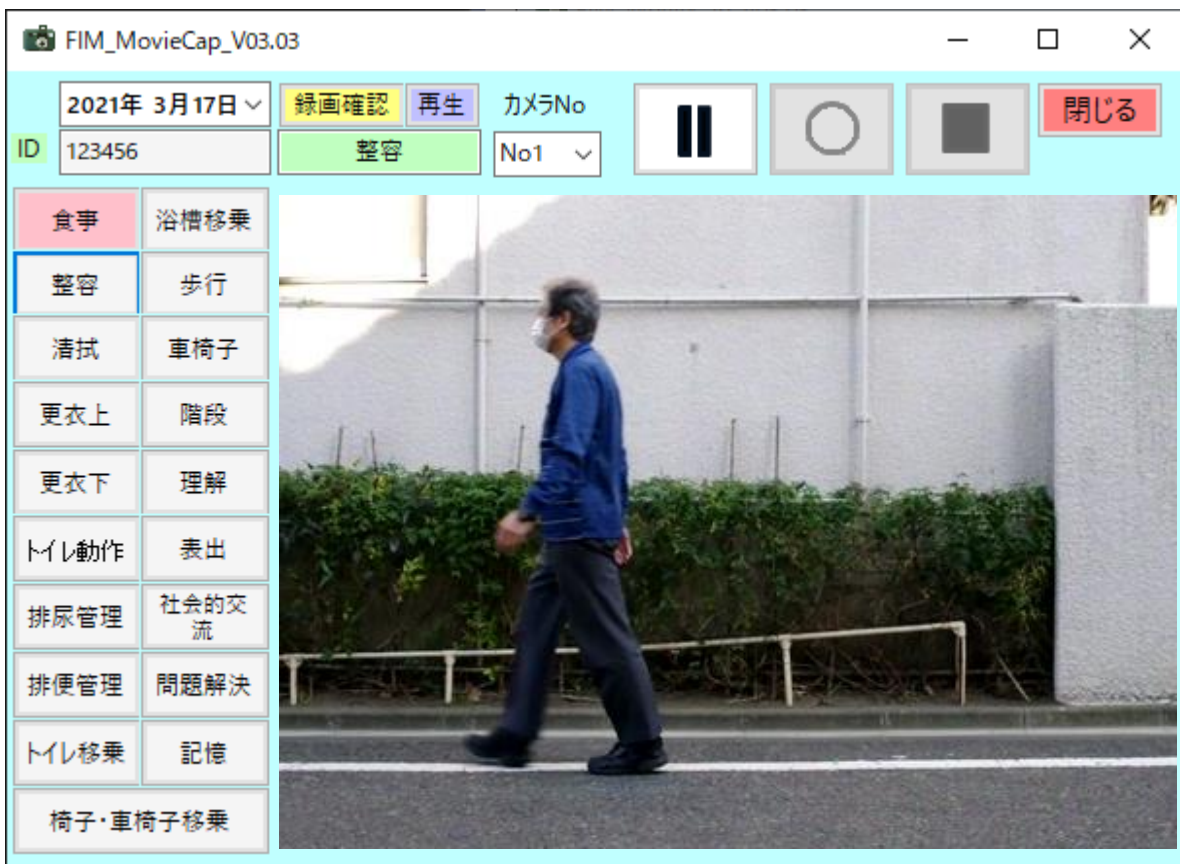 FIM_MovieCap_V03.03
2021年 3月17日
録画確認
再生
カメラNo
閉じる
ID
123456
整容
No1
食事
浴槽移乗
整容
歩行
清拭
車椅子
更衣上
階段
更衣下
理解
トイレ動作
表出
排尿管理
社会的交
流
排便管理
問題解決
トイレ移乗
記憶
椅子・車椅子移乗